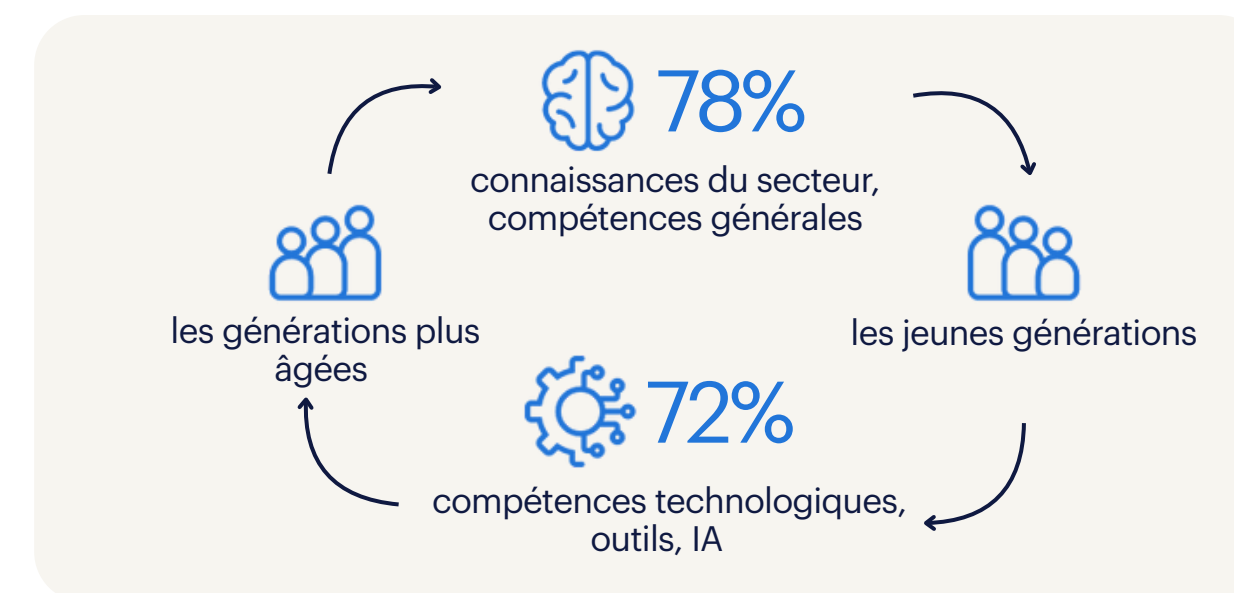 78%
connaissances du secteur,
compétences générales
les générations plus
âgées
les jeunes générations
72%
compétences technologiques,
outils, IA